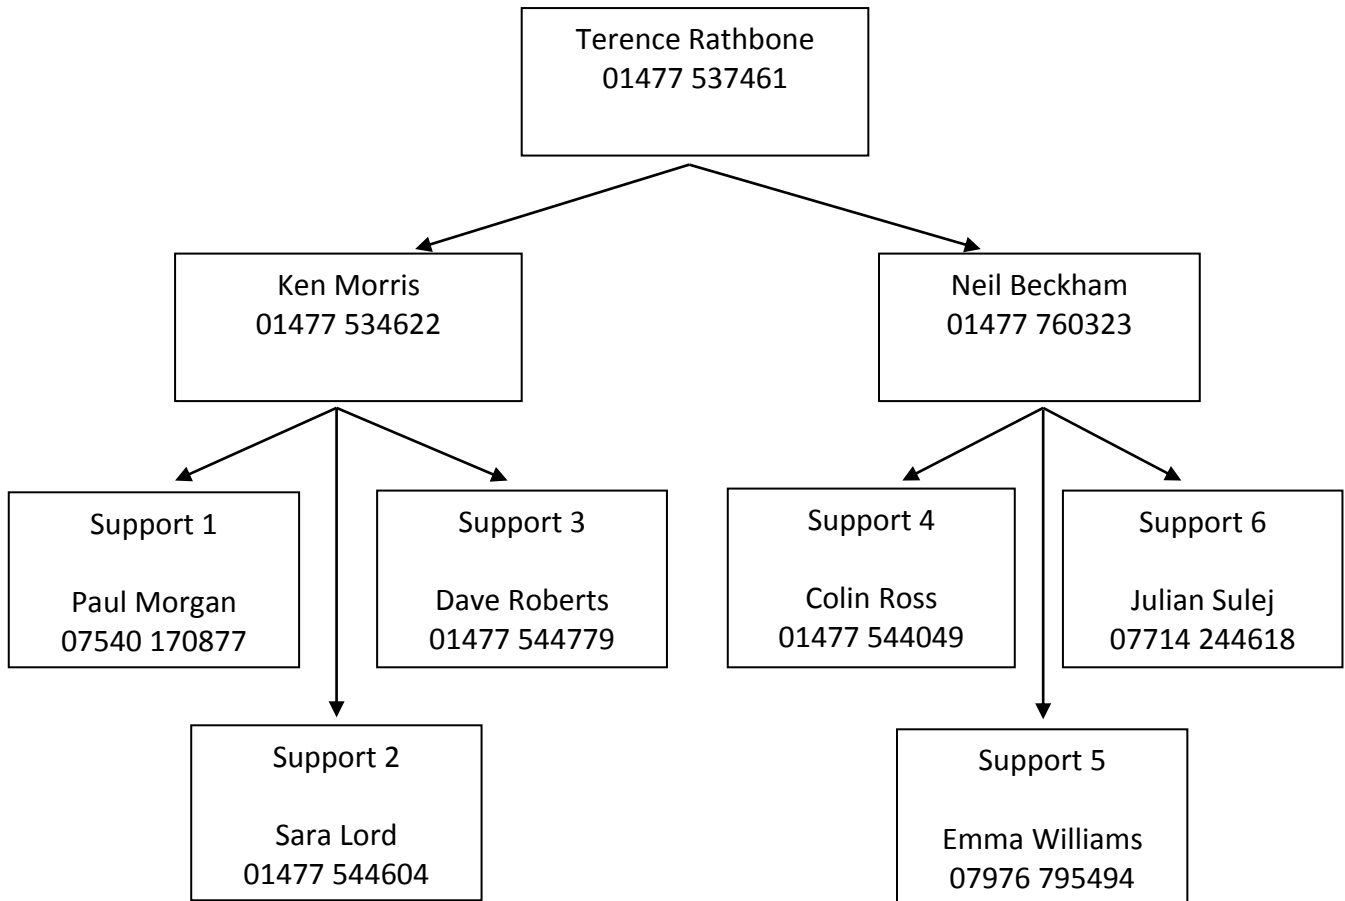 Terence Rathbone
01477 537461
Ken Morris
01477 534622
Neil Beckham
01477 760323
Support 1
Paul Morgan
07540 170877
Support 3
Dave Roberts
01477 544779
Support 4
Colin Ross
01477 544049
Support 6
Julian Sulej
07714 244618
Support 2
Sara Lord
01477 544604
Support 5
Emma Williams
07976 795494